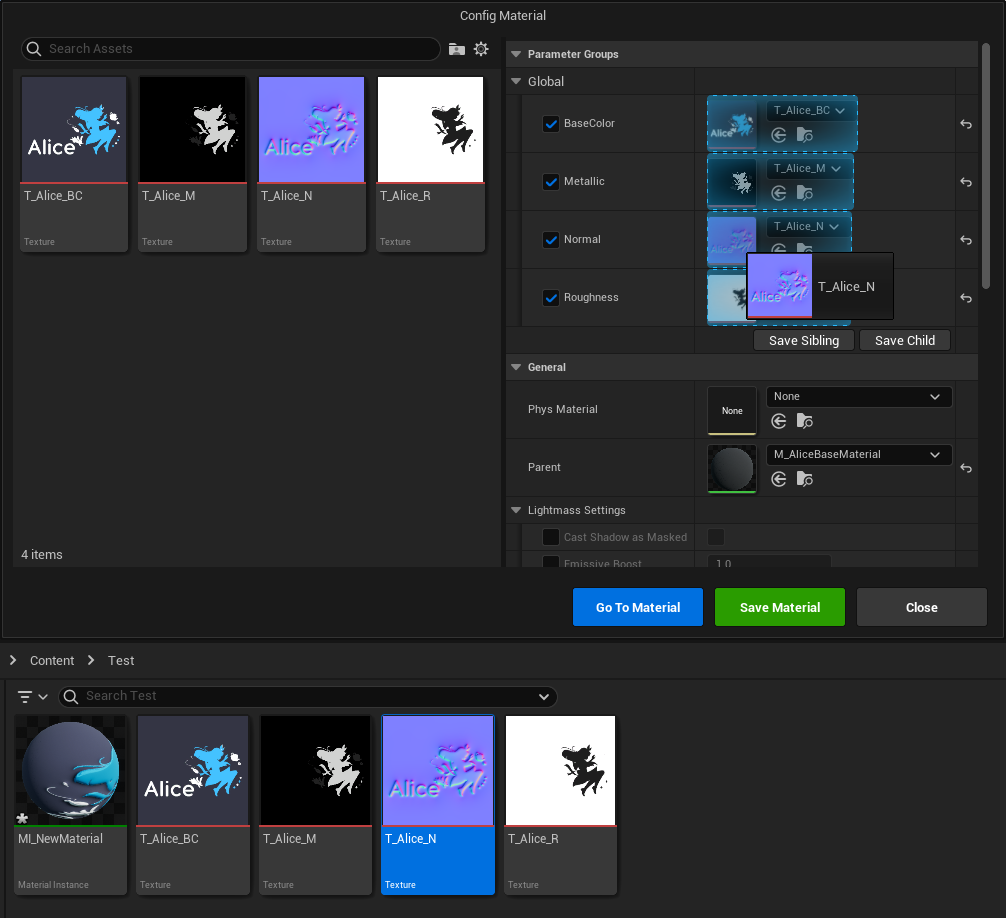 Config Material
Search Assets
Alice
Alice
T_Alice_BC
T_Alice_M
T_Alice_N
T_Alice_R
Texture
Texture
Texture
Texture
4 items
Parameter Groups
Global
BaseColor
Alice
T_Alice_BC
Metallic
T_Alice_M
Normal
T_Alice_N
Roughness
Alice
T_Alice_N
Save Sibling
Save Child
General
Phys Material
None
None
Parent
M_AliceBaseMaterial
Lightmass Settings
Cast Shadow as Masked
Emissive Boost
1.0
Go To Material
Save Material
Close
Content
Test
Search Test
Alice
Alice
MI_NewMaterial
T_Alice_BC
T_Alice_M
T_Alice_N
T_Alice_R
Material Instance
Texture
Texture
Texture
Texture